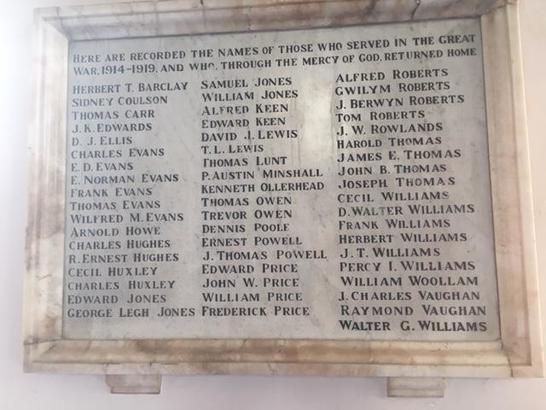 HERE ARE RECORDED THE NAMES OF THOSE WHO SERVED IN THE GREAT
WAR, 1914-1919, AND WHO, THROUGH THE MERCY OF GOD, RETURNED HOME
HERBERT T. BARCLAY
SIDNEY COULSON
THOMAS CARR
J. K. EDWARDS
D. J. ELLIS
CHARLES EVANS
E. D. EVANS
E. NORMAN EVANS
FRANK EVANS
THOMAS EVANS
WILFRED M. EVANS
ARNOLD HOWE
CHARLES HUGHES
R. ERNEST HUGHES
CECIL HUXLEY
CHARLES HUXLEY
EDWARD JONES
GEORGE LEGH JONES
SAMUEL JONES
WILLIAM JONES
ALFRED KEEN
EDWARD KEEN
DAVID J. LEWIS
T. L. LEWIS
THOMAS LUNT
P. AUSTIN MINSHALL
KENNETH OLLERHEAD
THOMAS OWEN
TREVOR OWEN
DENNIS POOLE
ERNEST POWELL
J. THOMAS POWELL
EDWARD PRICE
JOHN W. PRICE
WILLIAM PRICE
FREDERICK PRICE
ALFRED ROBERTS
GWILYM ROBERTS
J. BERWYN ROBERTS
TOM ROBERTS
J. W. ROWLANDS
HAROLD THOMAS
JAMES E. THOMAS
JOHN B. THOMAS
JOSEPH THOMAS
CECIL WILLIAMS
D. WALTER WILLIAMS
FRANK WILLIAMS
HERBERT WILLIAMS
J. T. WILLIAMS
PERCY I. WILLIAMS
WILLIAM WOOLLAM
J. CHARLES VAUGHAN
RAYMOND VAUGHAN
WALTER G. WILLIAMS